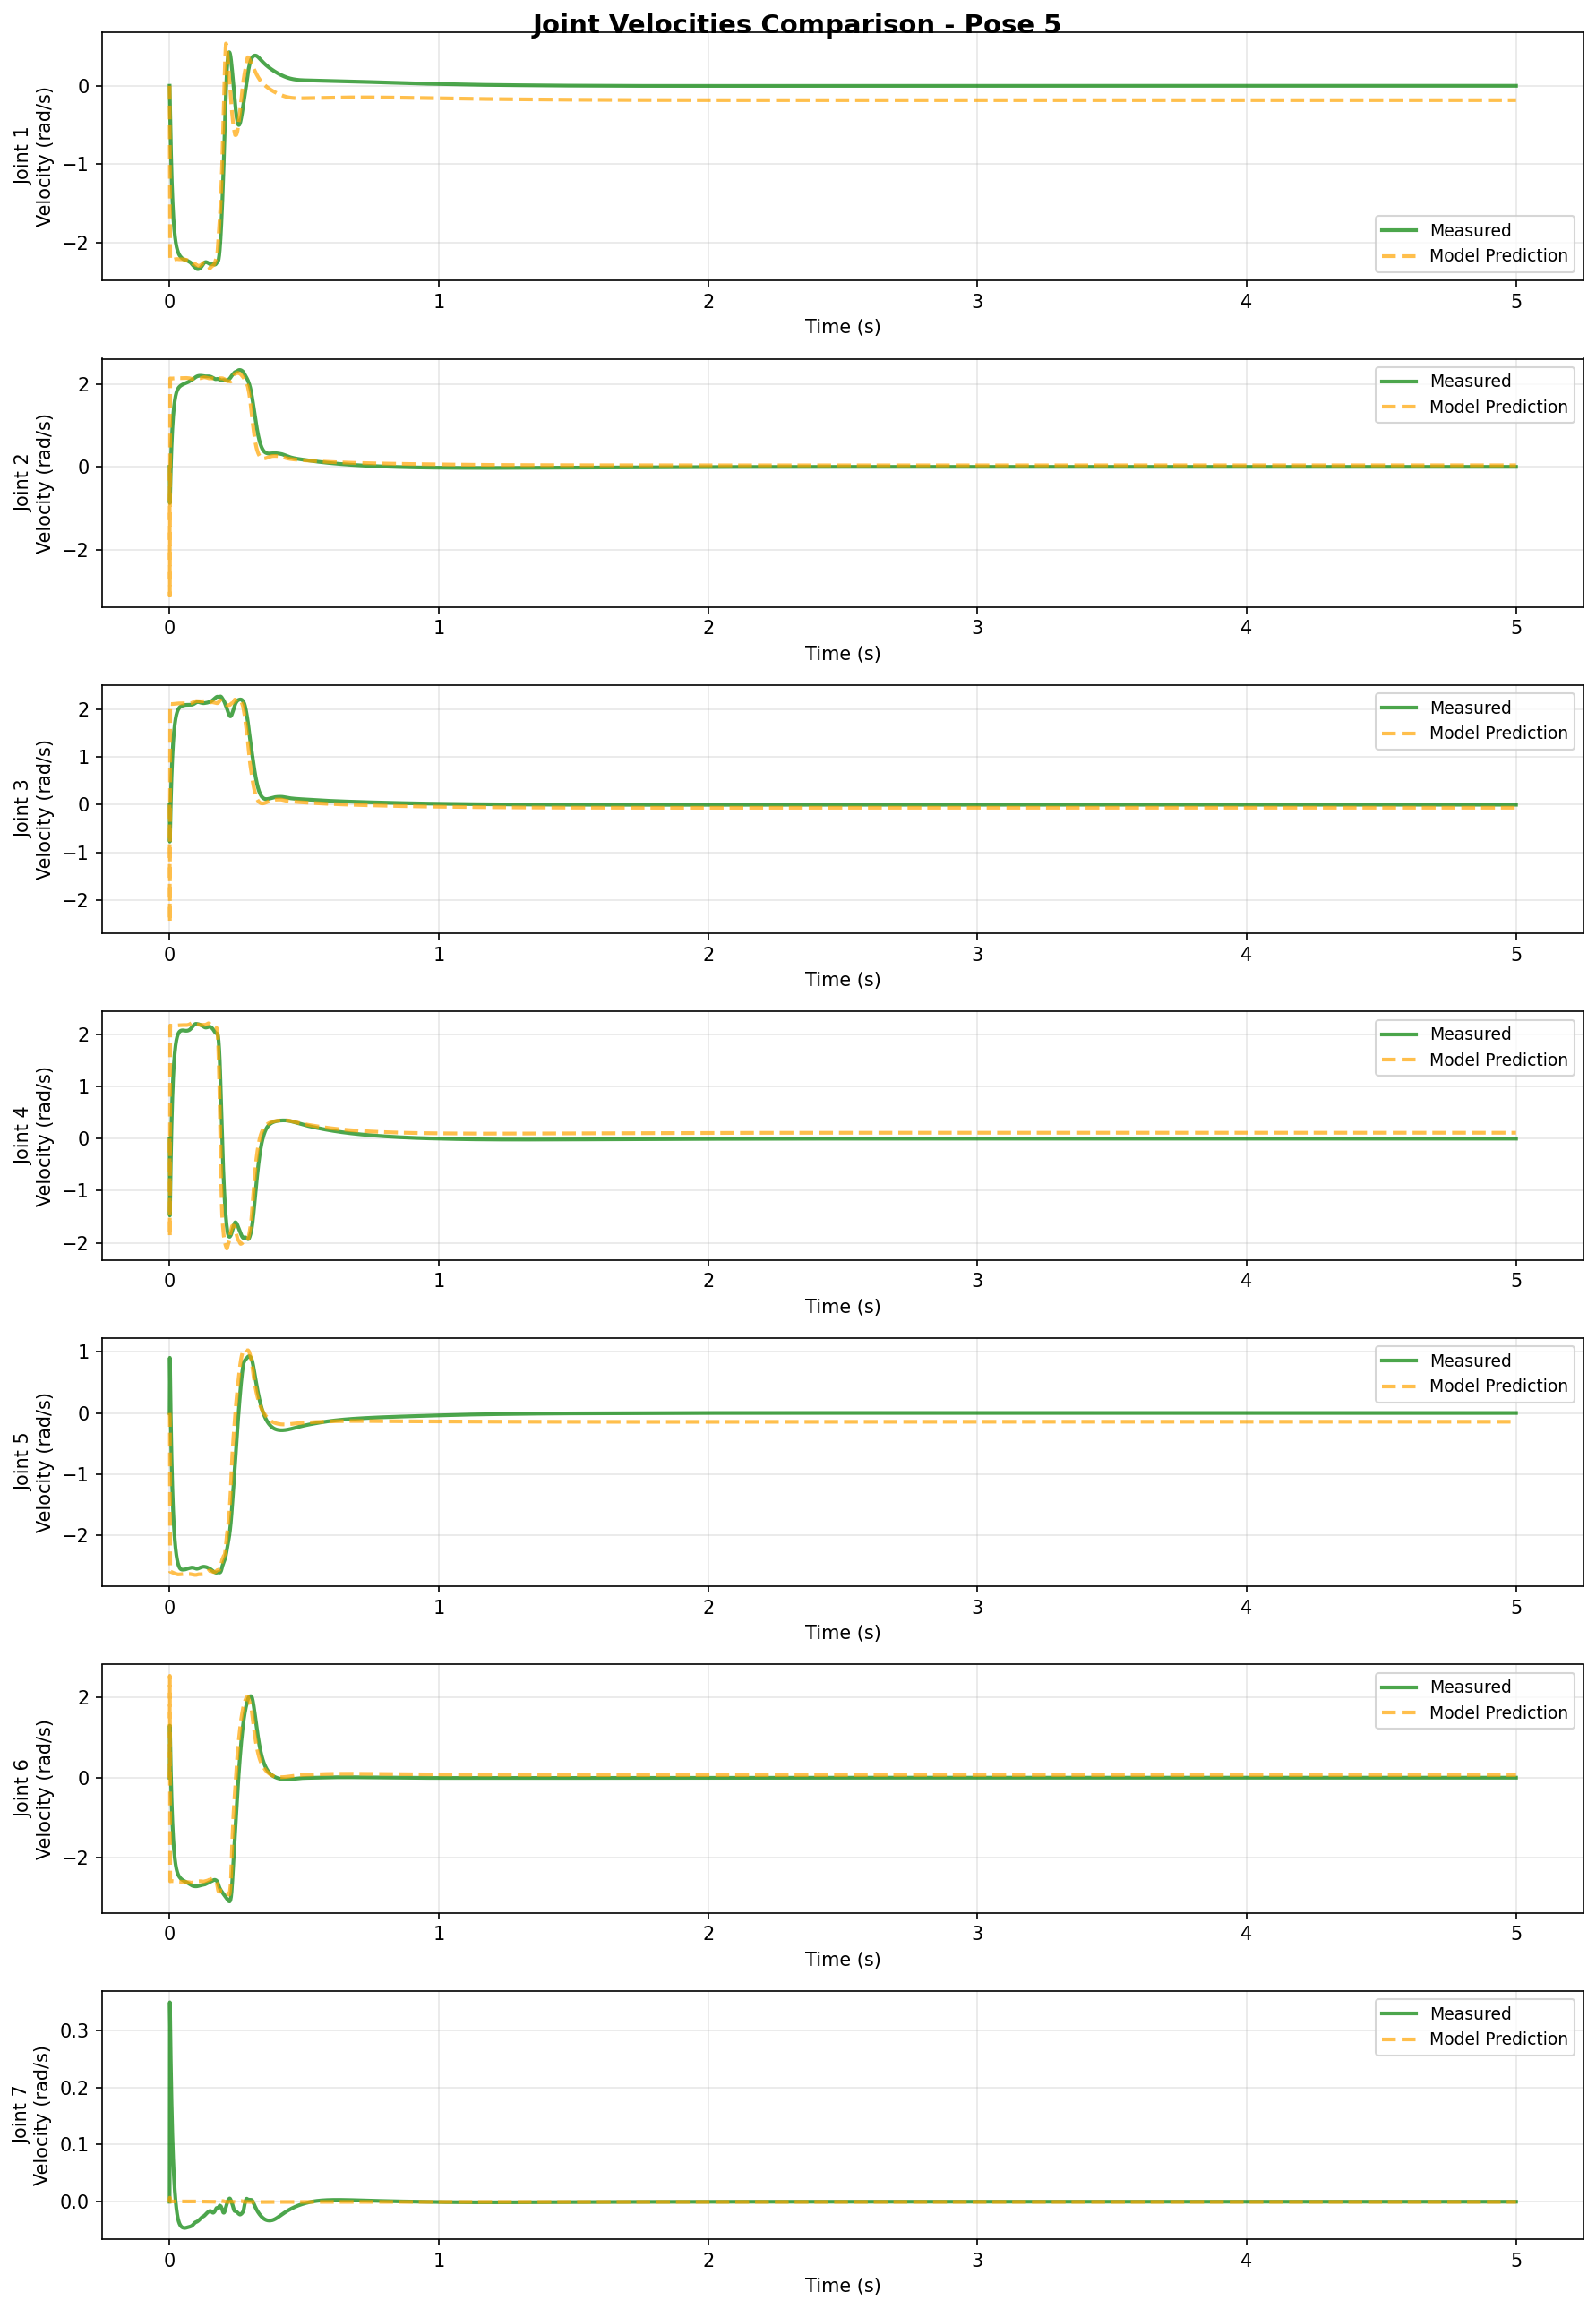 Joint Velocities Comparison - Pose 5
Joint 1
Velocity (rad/s)
0
−1
−2
Measured
Model Prediction
0 1 2 3 4 5
Time (s)
Joint 2
Velocity (rad/s)
2
0
−2
Measured
Model Prediction
0 1 2 3 4 5
Time (s)
Joint 3
Velocity (rad/s)
2
1
0
−1
−2
Measured
Model Prediction
0 1 2 3 4 5
Time (s)
Joint 4
Velocity (rad/s)
2
1
0
−1
−2
Measured
Model Prediction
0 1 2 3 4 5
Time (s)
Joint 5
Velocity (rad/s)
1
0
−1
−2
Measured
Model Prediction
0 1 2 3 4 5
Time (s)
Joint 6
Velocity (rad/s)
2
0
−2
Measured
Model Prediction
0 1 2 3 4 5
Time (s)
Joint 7
Velocity (rad/s)
0.3
0.2
0.1
0.0
Measured
Model Prediction
0 1 2 3 4 5
Time (s)